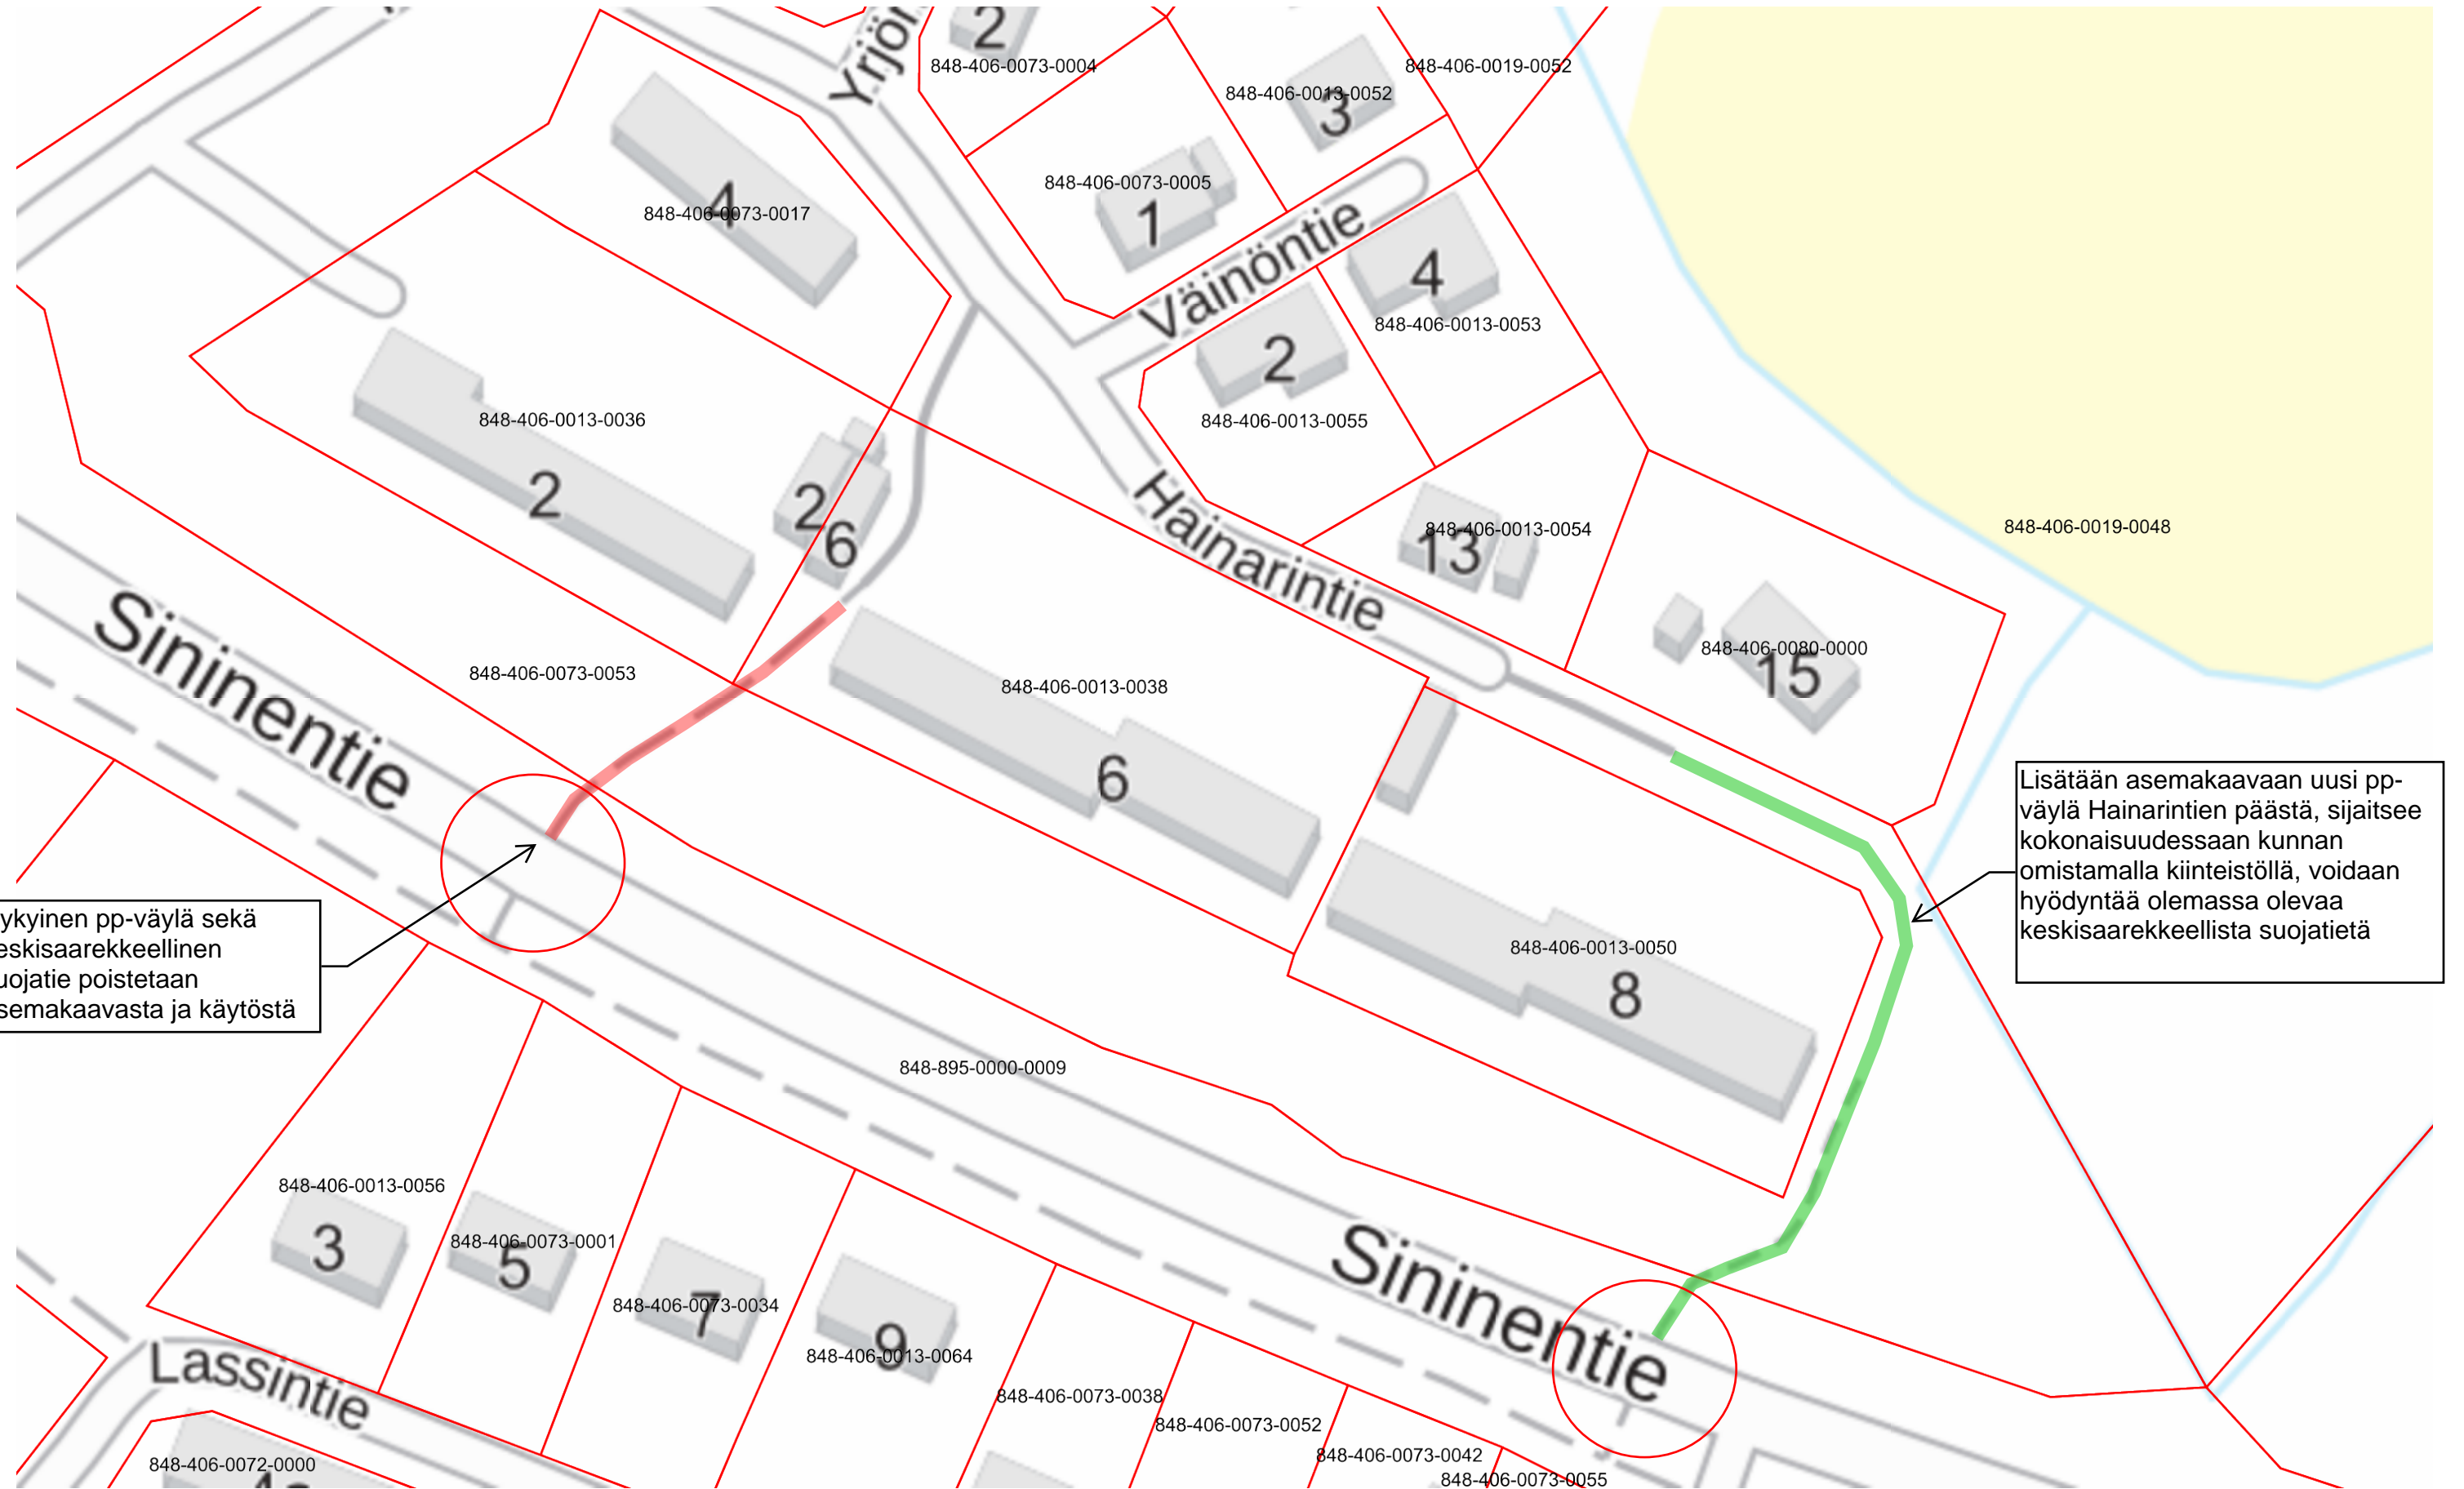 2
848-406-0073-0004
Yrjön
848-406-0019-0052
848-406-0013-0052
3
848-406-0073-0005
1
4
848-406-0073-0017
Väinöntie
4
848-406-0013-0053
2
848-406-0013-0055
848-406-0013-0036
2
2
6
Hainarintie
848-406-0013-0054
13
848-406-0019-0048
848-406-0080-0000
15
Sininentie
848-406-0073-0053
848-406-0013-0038
6
Lisätään asemakaavaan uusi pp-
väylä Hainarintien päästä, sijaitsee
kokonaisuudessaan kunnan
omistamalla kiinteistöllä, voidaan
hyödyntää olemassa olevaa
keskisaarekkeellista suojatietä
ykyinen pp-väylä sekä
eskisaarekkeellinen
uojatie poistetaan
semakaavasta ja käytöstä
848-406-0013-0050
8
848-895-0000-0009
848-406-0013-0056
3
848-406-0073-0001
5
848-406-0073-0034
7
848-406-0013-0064
9
Sininentie
Lassintie
848-406-0073-0038
848-406-0073-0052
848-406-0073-0042
848-406-0073-0055
848-406-0072-0000